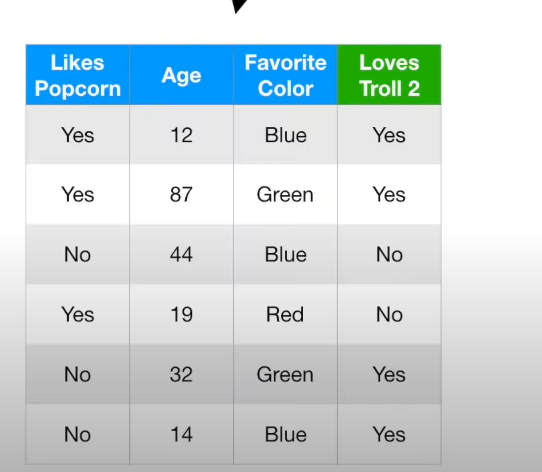 Likes Popcorn Age Favorite Color Loves Troll 2
Yes 12 Blue Yes
Yes 87 Green Yes
No 44 Blue No
Yes 19 Red No
No 32 Green Yes
No 14 Blue Yes